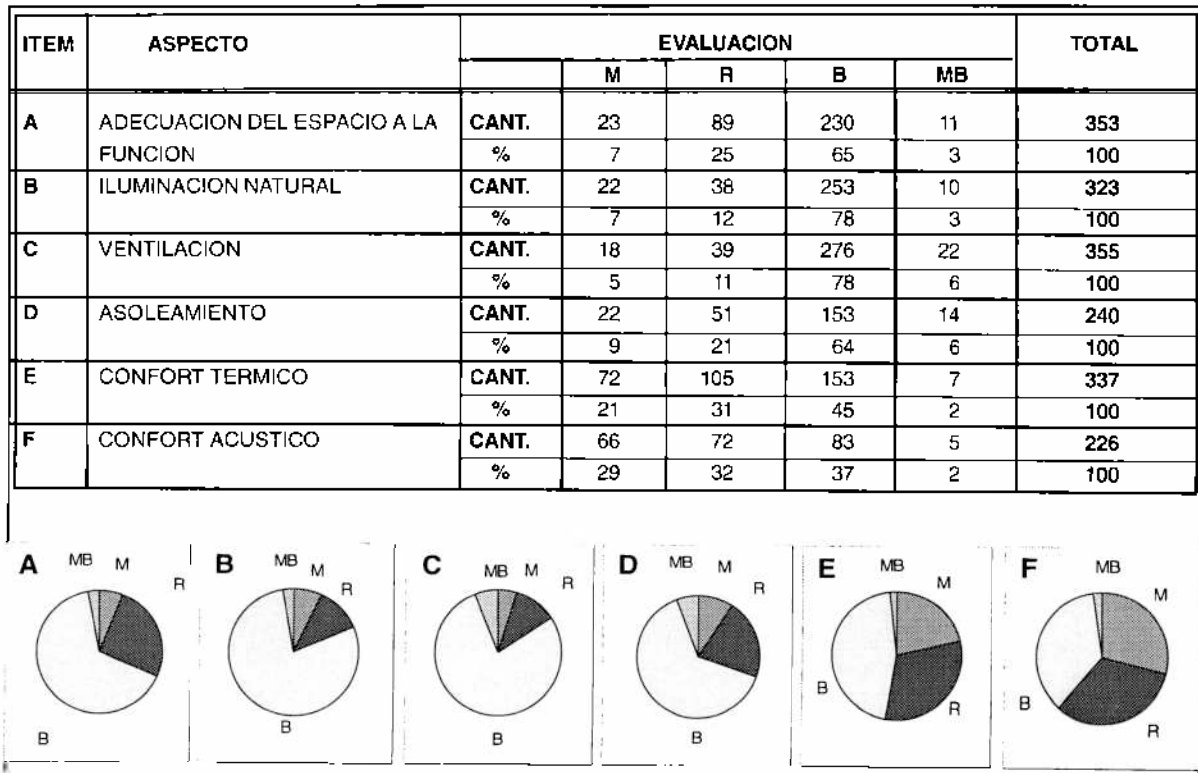 ITEM ASPECTO EVALUACION TOTAL
M R B MB
A ADECUACION DEL ESPACIO A LA CANT. 23 89 230 11 353
FUNCION % 7 25 65 3 100
B ILUMINACION NATURAL CANT. 22 38 253 10 323
% 7 12 78 3 100
C VENTILACION CANT. 18 39 276 22 355
% 5 11 78 6 100
D ASOLEAMIENTO CANT. 22 51 153 14 240
% 9 21 64 6 100
E CONFORT TERMICO CANT. 72 105 153 7 337
% 21 31 45 2 100
F CONFORT ACUSTICO CANT. 66 72 83 5 226
% 29 32 37 2 100
A MB M R B
B MB M R B
C MB M R B
D MB M R B
E MB M B R
F MB M B R